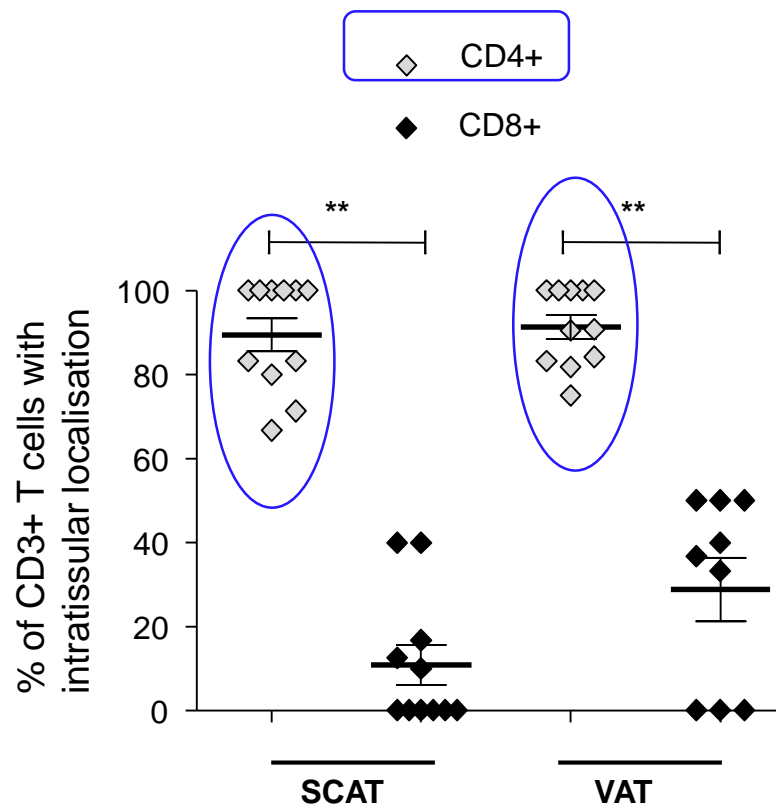 CD4+
CD8+
**
**
100
80
60
40
20
0
% of CD3+ T cells with
intratissular localisation
SCAT
VAT